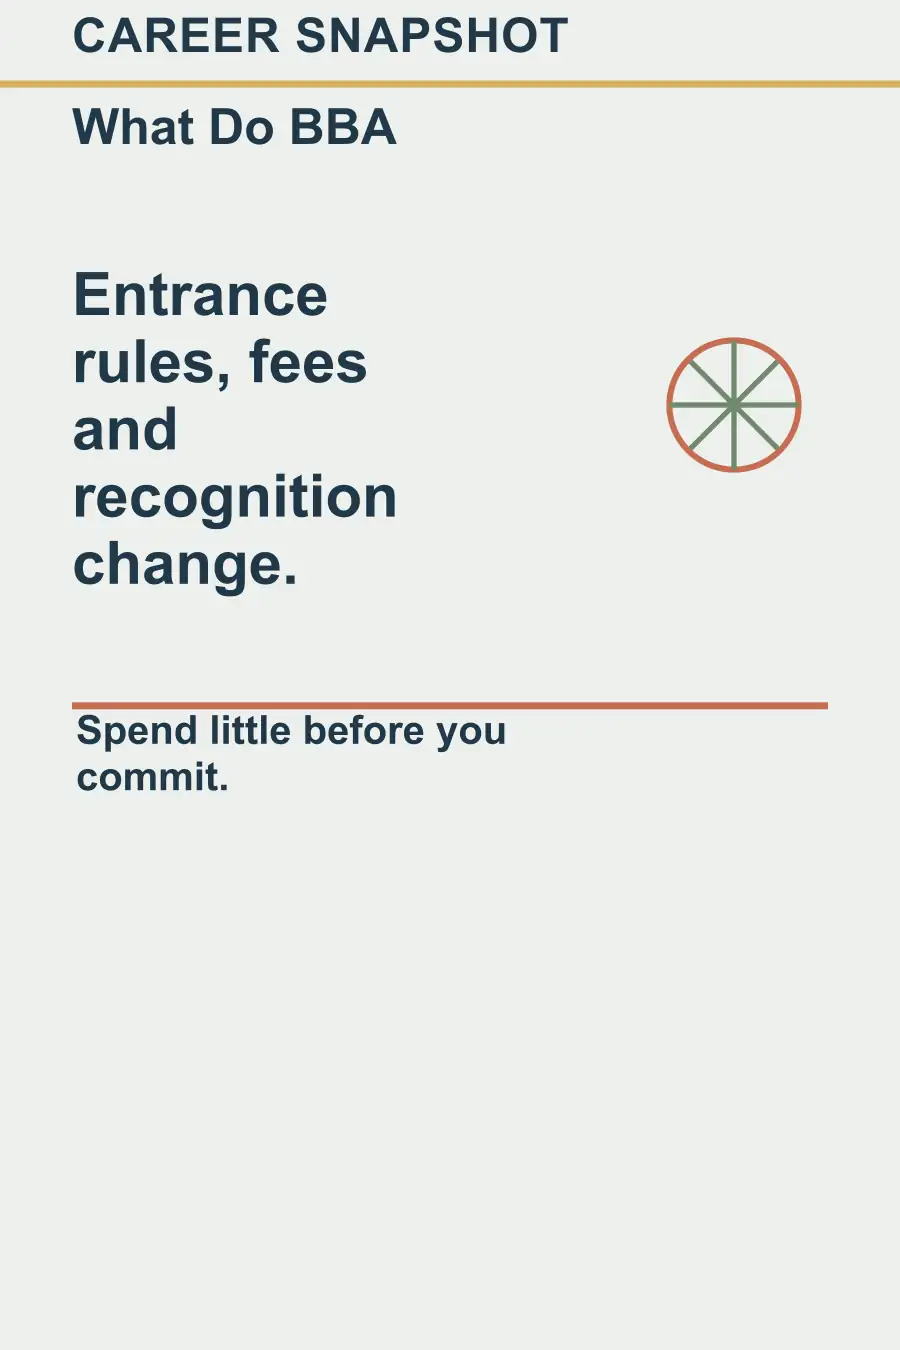 CAREER SNAPSHOT
What Do BBA
Entrance
rules, fees
and
recognition
change.
Spend little before you
commit.